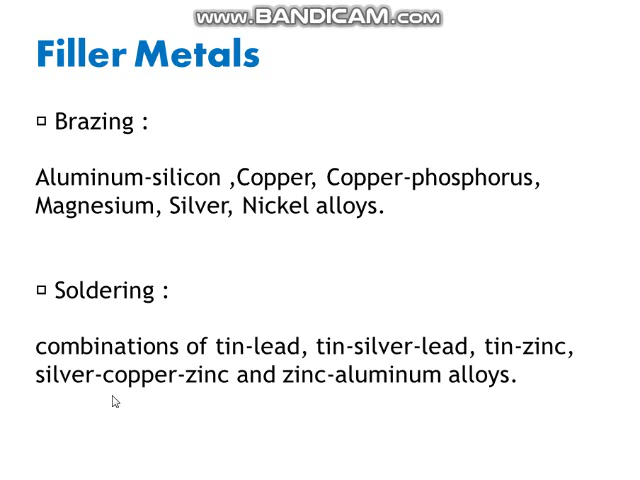 www.BANDICAM.com
Filler Metals
Brazing :
Aluminum-silicon ,Copper, Copper-phosphorus,
Magnesium, Silver, Nickel alloys.
Soldering :
combinations of tin-lead, tin-silver-lead, tin-zinc,
silver-copper-zinc and zinc-aluminum alloys.